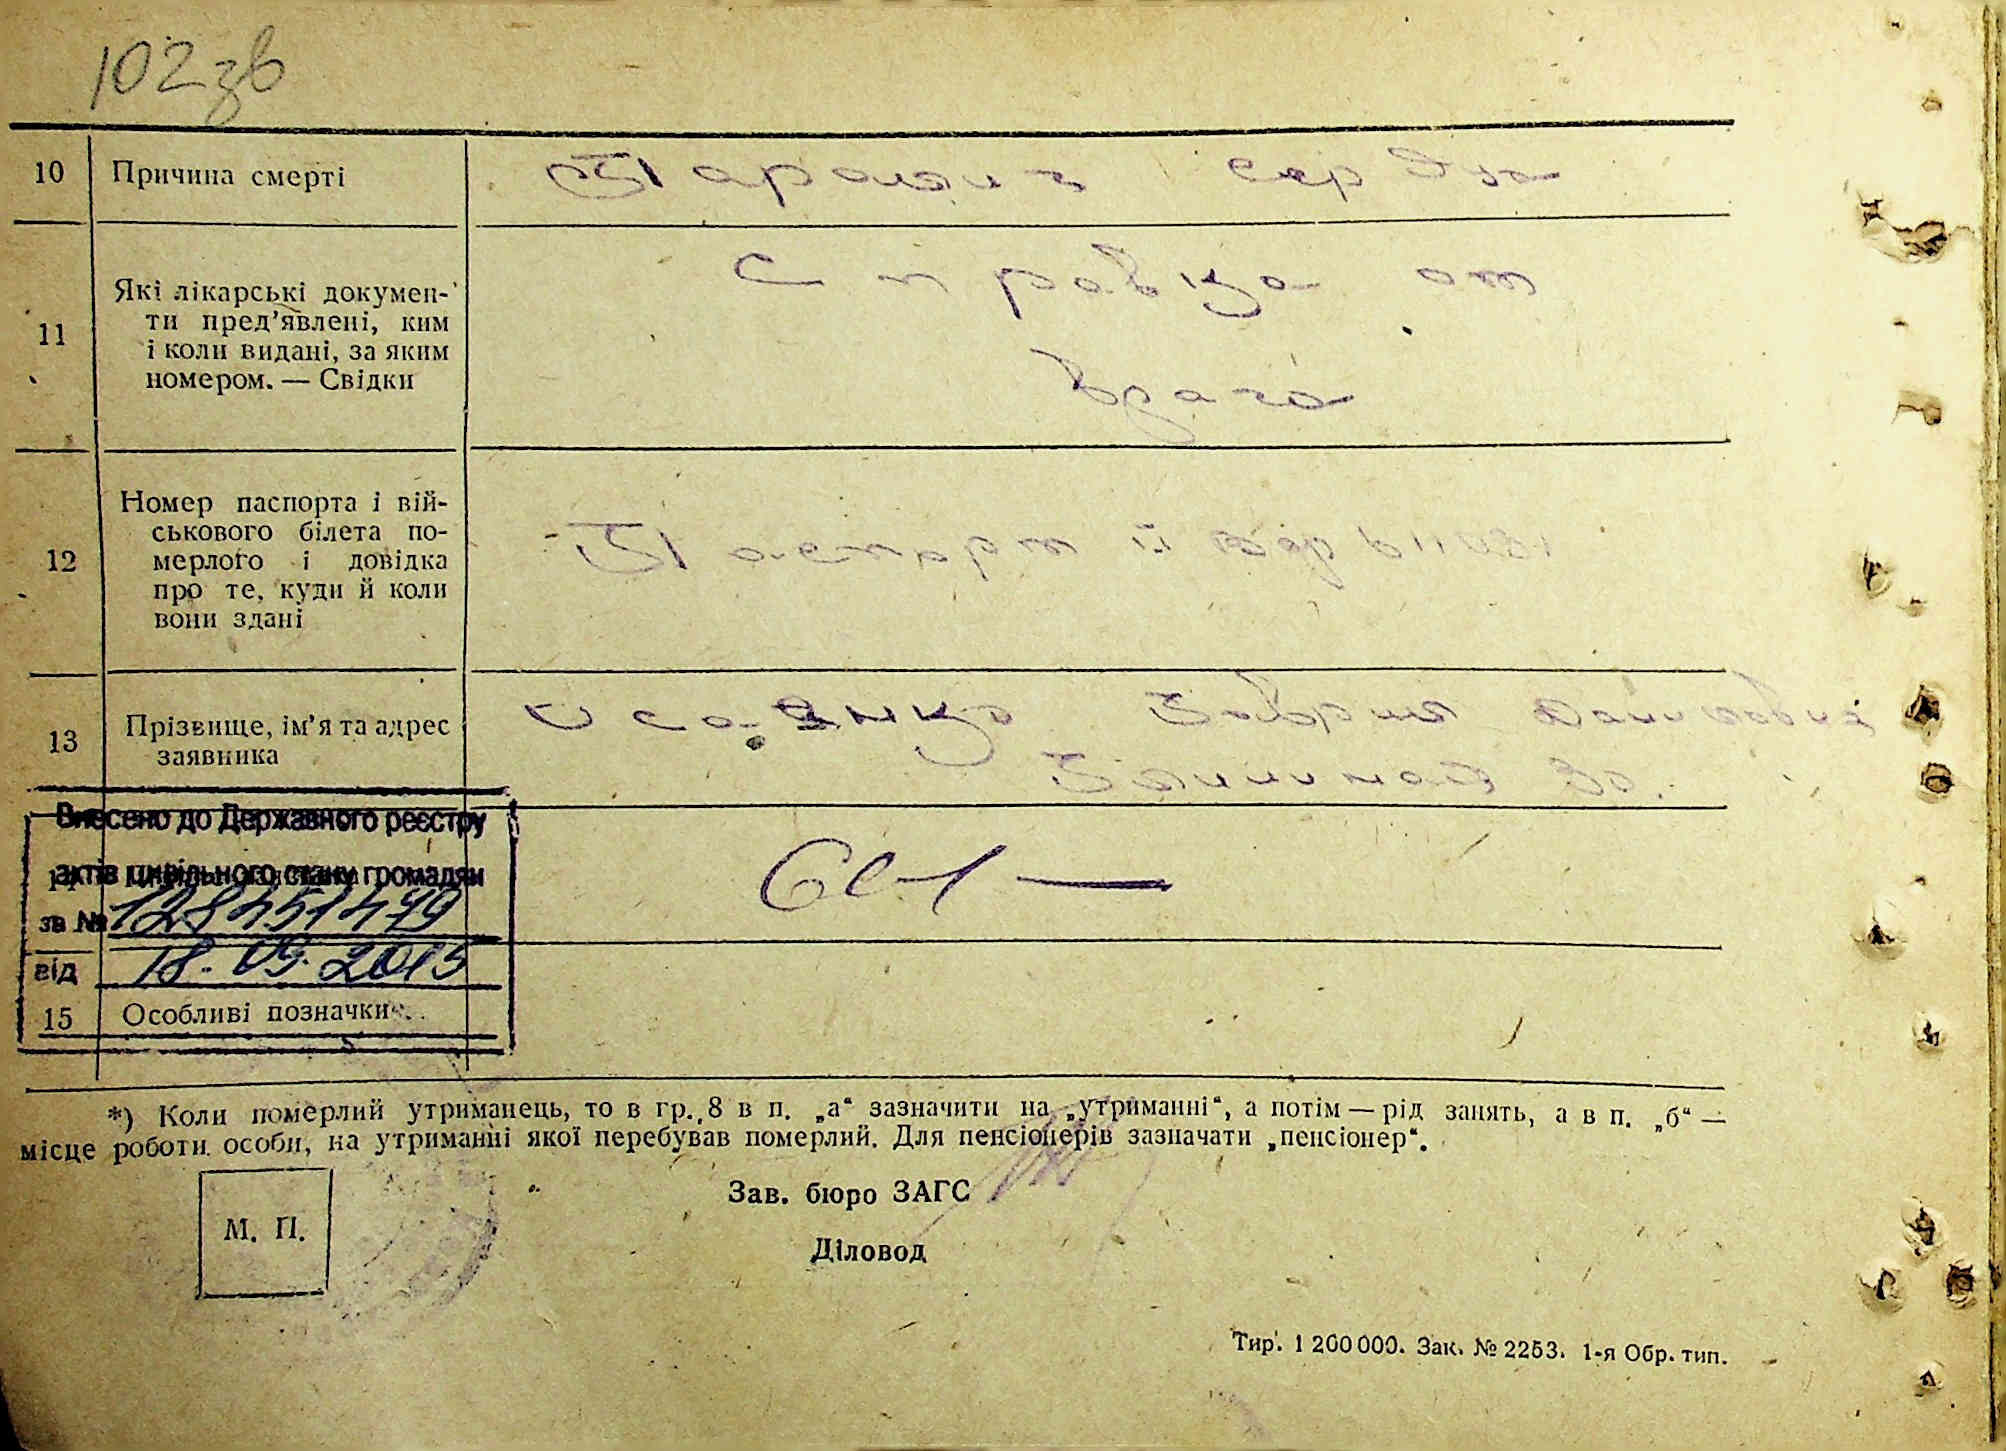 102зв
10 Причина смерті Паралич сердца
11 Які лікарські докумен-
ти пред'явлені, ким
і коли видані, за яким
номером. — Свідки
Справка от
врача
12 Номер паспорта і вій-
ськового білета по-
мерлого і довідка
про те, куди й коли
вони здані
Паспорт
13 Прізвище, ім'я та адрес
заявника
Внесено до Державного реєстру
актів цивільного стану громадян
за №
від 18.09.2015
15 Особливі позначки
*) Коли померлий утриманець, то в гр. 8 в п. „а“ зазначити на „утриманні“, а потім — рід занять, а в п. „б“ —
місце роботи особи, на утриманні якої перебував померлий. Для пенсіонерів зазначати „пенсіонер“.
М. П.
Зав. бюро ЗАГС
Діловод
Тир. 1 200 000. Зак. № 2253. 1-я Обр. тип.